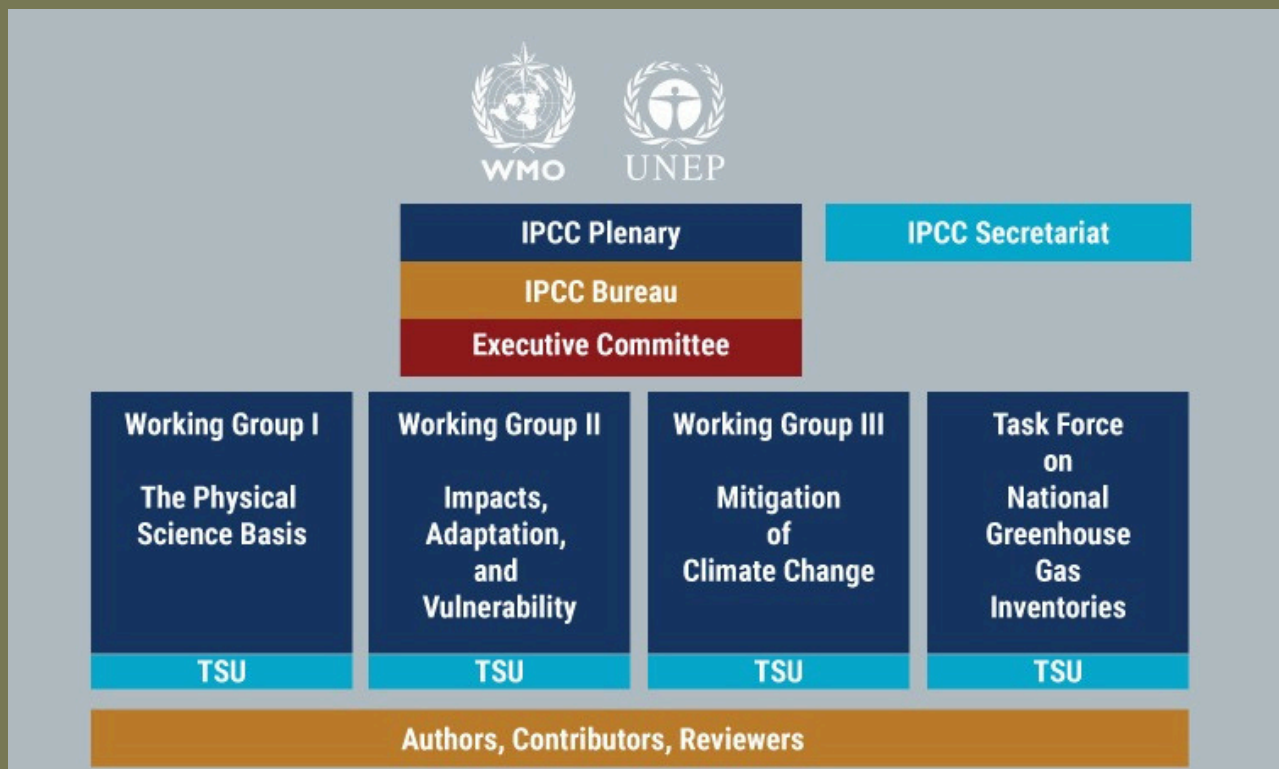 WMO
UNEP
IPCC Plenary
IPCC Secretariat
IPCC Bureau
Executive Committee
Working Group I
The Physical
Science Basis
TSU
Working Group II
Impacts,
Adaptation,
and
Vulnerability
TSU
Working Group III
Mitigation
of
Climate Change
TSU
Task Force
on
National
Greenhouse
Gas
Inventories
TSU
Authors, Contributors, Reviewers